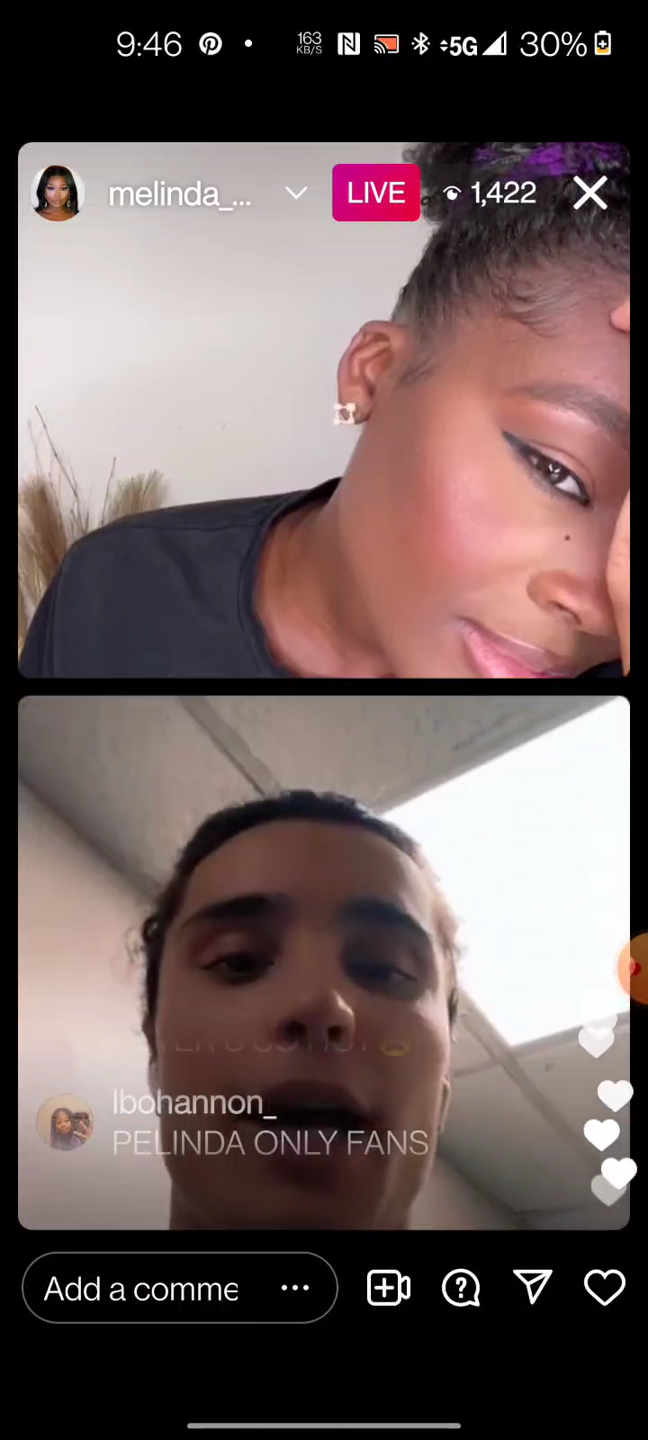 9:46 163 KB/S 5G 30%
melinda_... LIVE 1,422
lbohannon_
PELINDA ONLY FANS
Add a comme